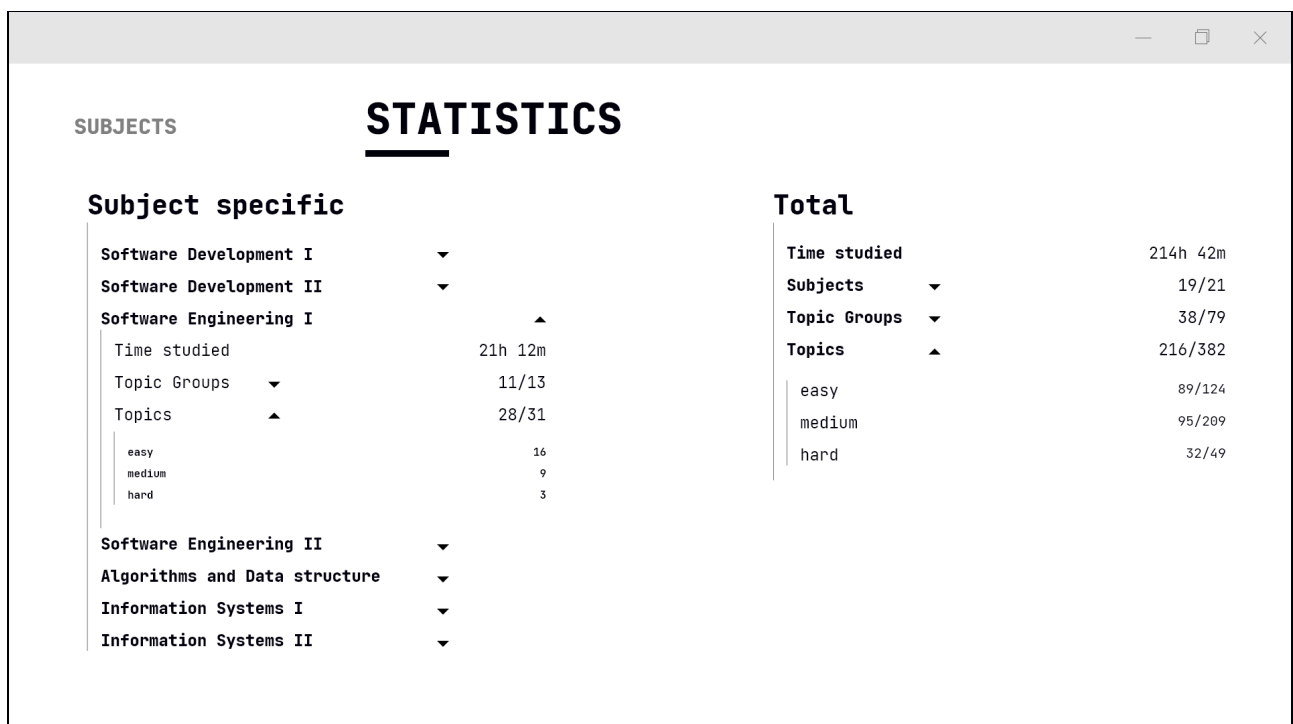 SUBJECTS
STATISTICS
Subject specific
Software Development I
Software Development II
Software Engineering I
Time studied 21h 12m
Topic Groups 11/13
Topics 28/31
easy 16
medium 9
hard 3
Software Engineering II
Algorithms and Data structure
Information Systems I
Information Systems II
Total
Time studied 214h 42m
Subjects 19/21
Topic Groups 38/79
Topics 216/382
easy 89/124
medium 95/209
hard 32/49